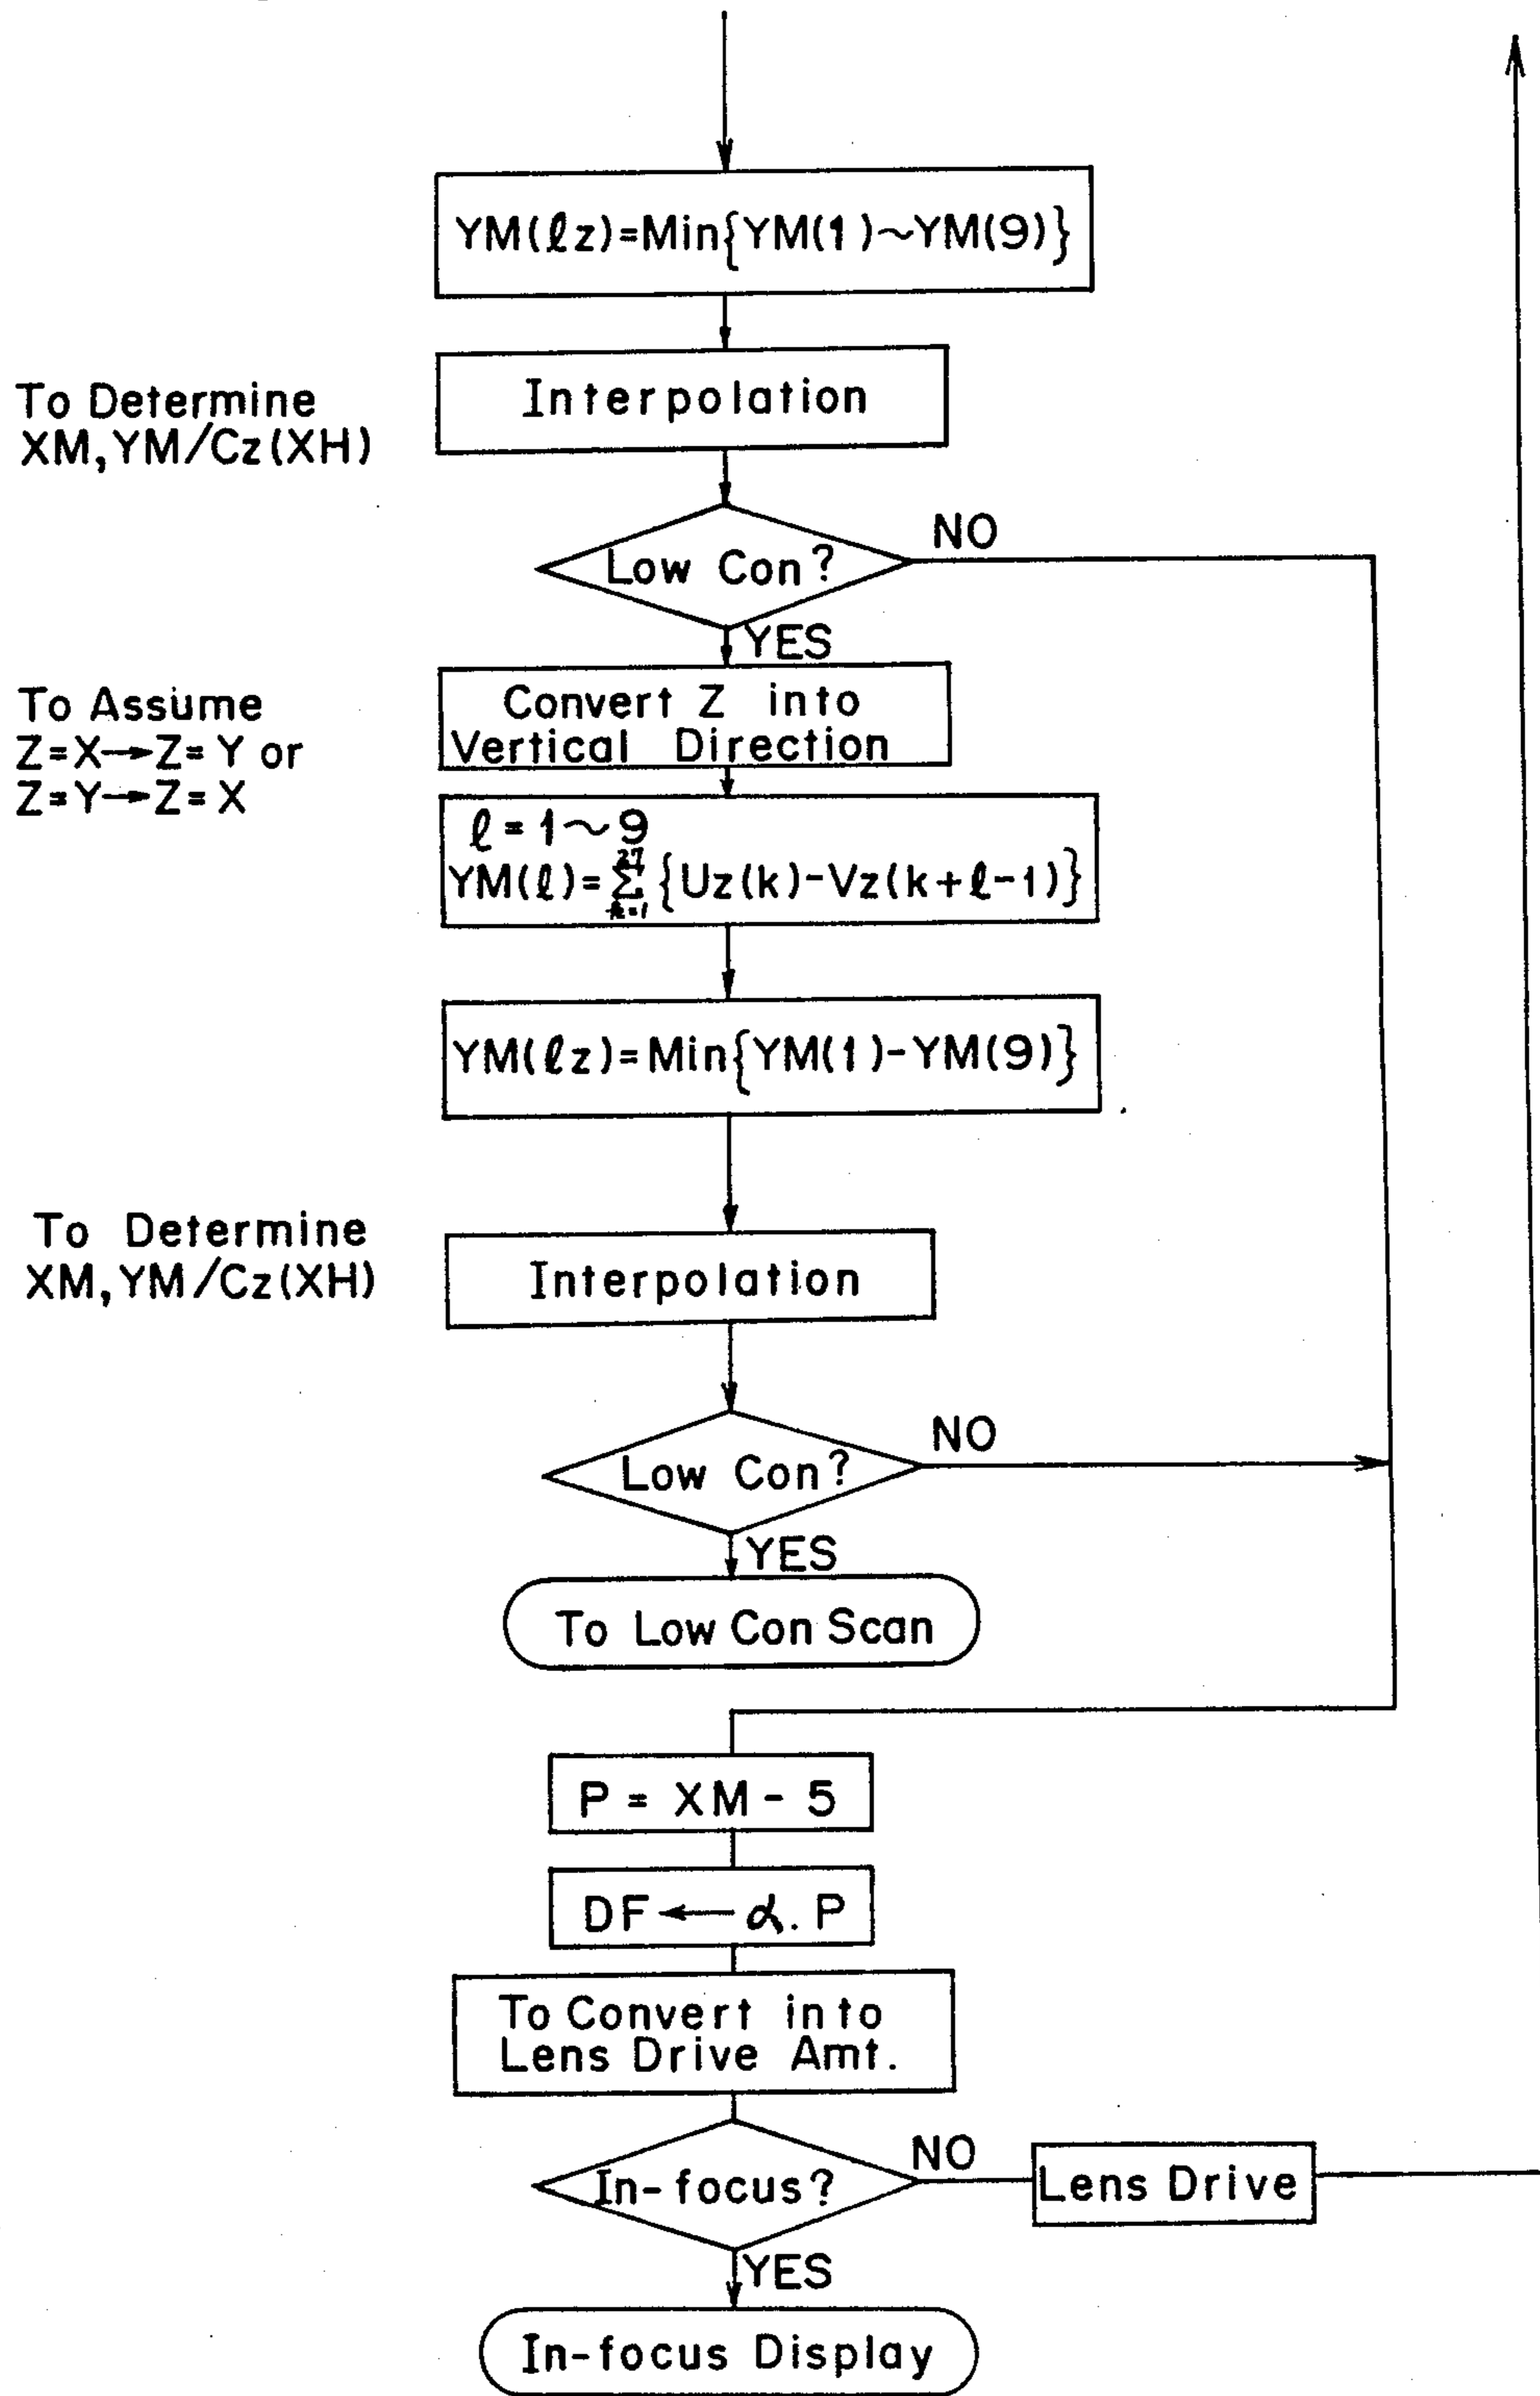 YM(ℓz)=Min{YM(1)~YM(9)}
To Determine
XM,YM/Cz(XH)
Interpolation
Low Con?
NO
YES
To Assume
Z=X→Z=Y or
Z=Y→Z=X
Convert Z into
Vertical Direction
ℓ=1~9
YM(ℓ)=Σ{Uz(k)-Vz(k+ℓ-1)}
27
k=1
YM(ℓz)=Min{YM(1)-YM(9)}
To Determine
XM,YM/Cz(XH)
Interpolation
Low Con?
NO
YES
To Low Con Scan
P = XM - 5
DF ← α. P
To Convert into
Lens Drive Amt.
In-focus?
NO
Lens Drive
YES
In-focus Display